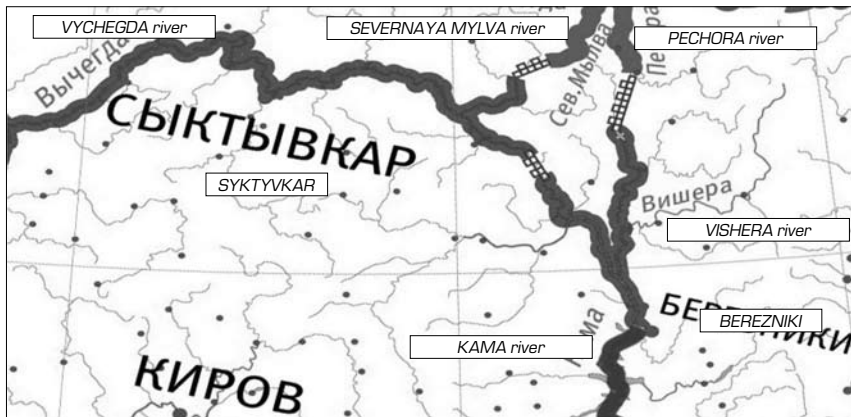 VYCHEGDA river
SEVERNAYA MYLVA river
PECHORA river
Вычегда
Сев.Мылва
СЫКТЫВКАР
SYKTYVKAR
Вишера
VISHERA river
BEREZNIKI
KAMA river
КИРОВ